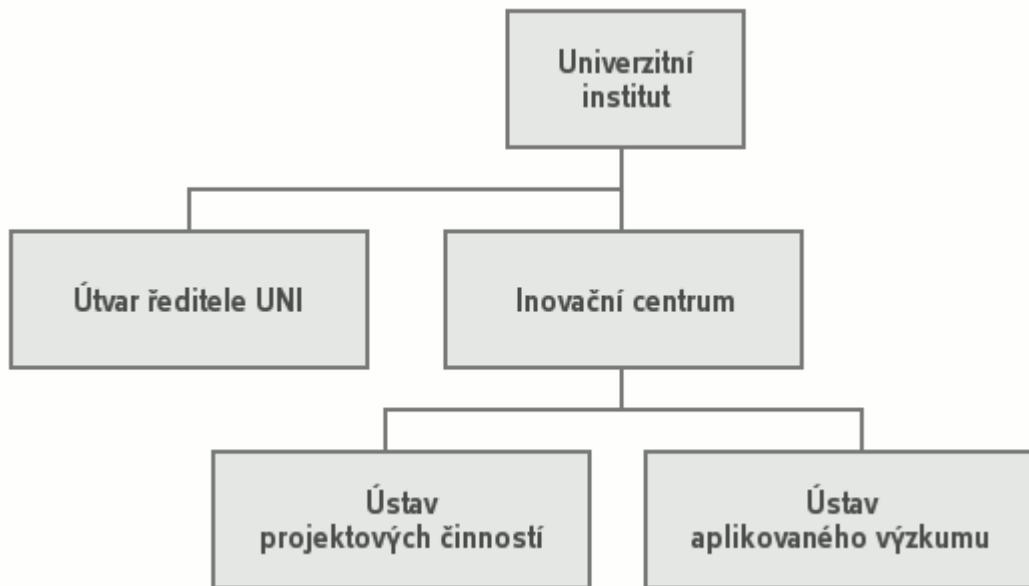 Univerzitní
institut
Útvar ředitele UNI
Inovační centrum
Ústav
projektových činností
Ústav
aplikovaného výzkumu